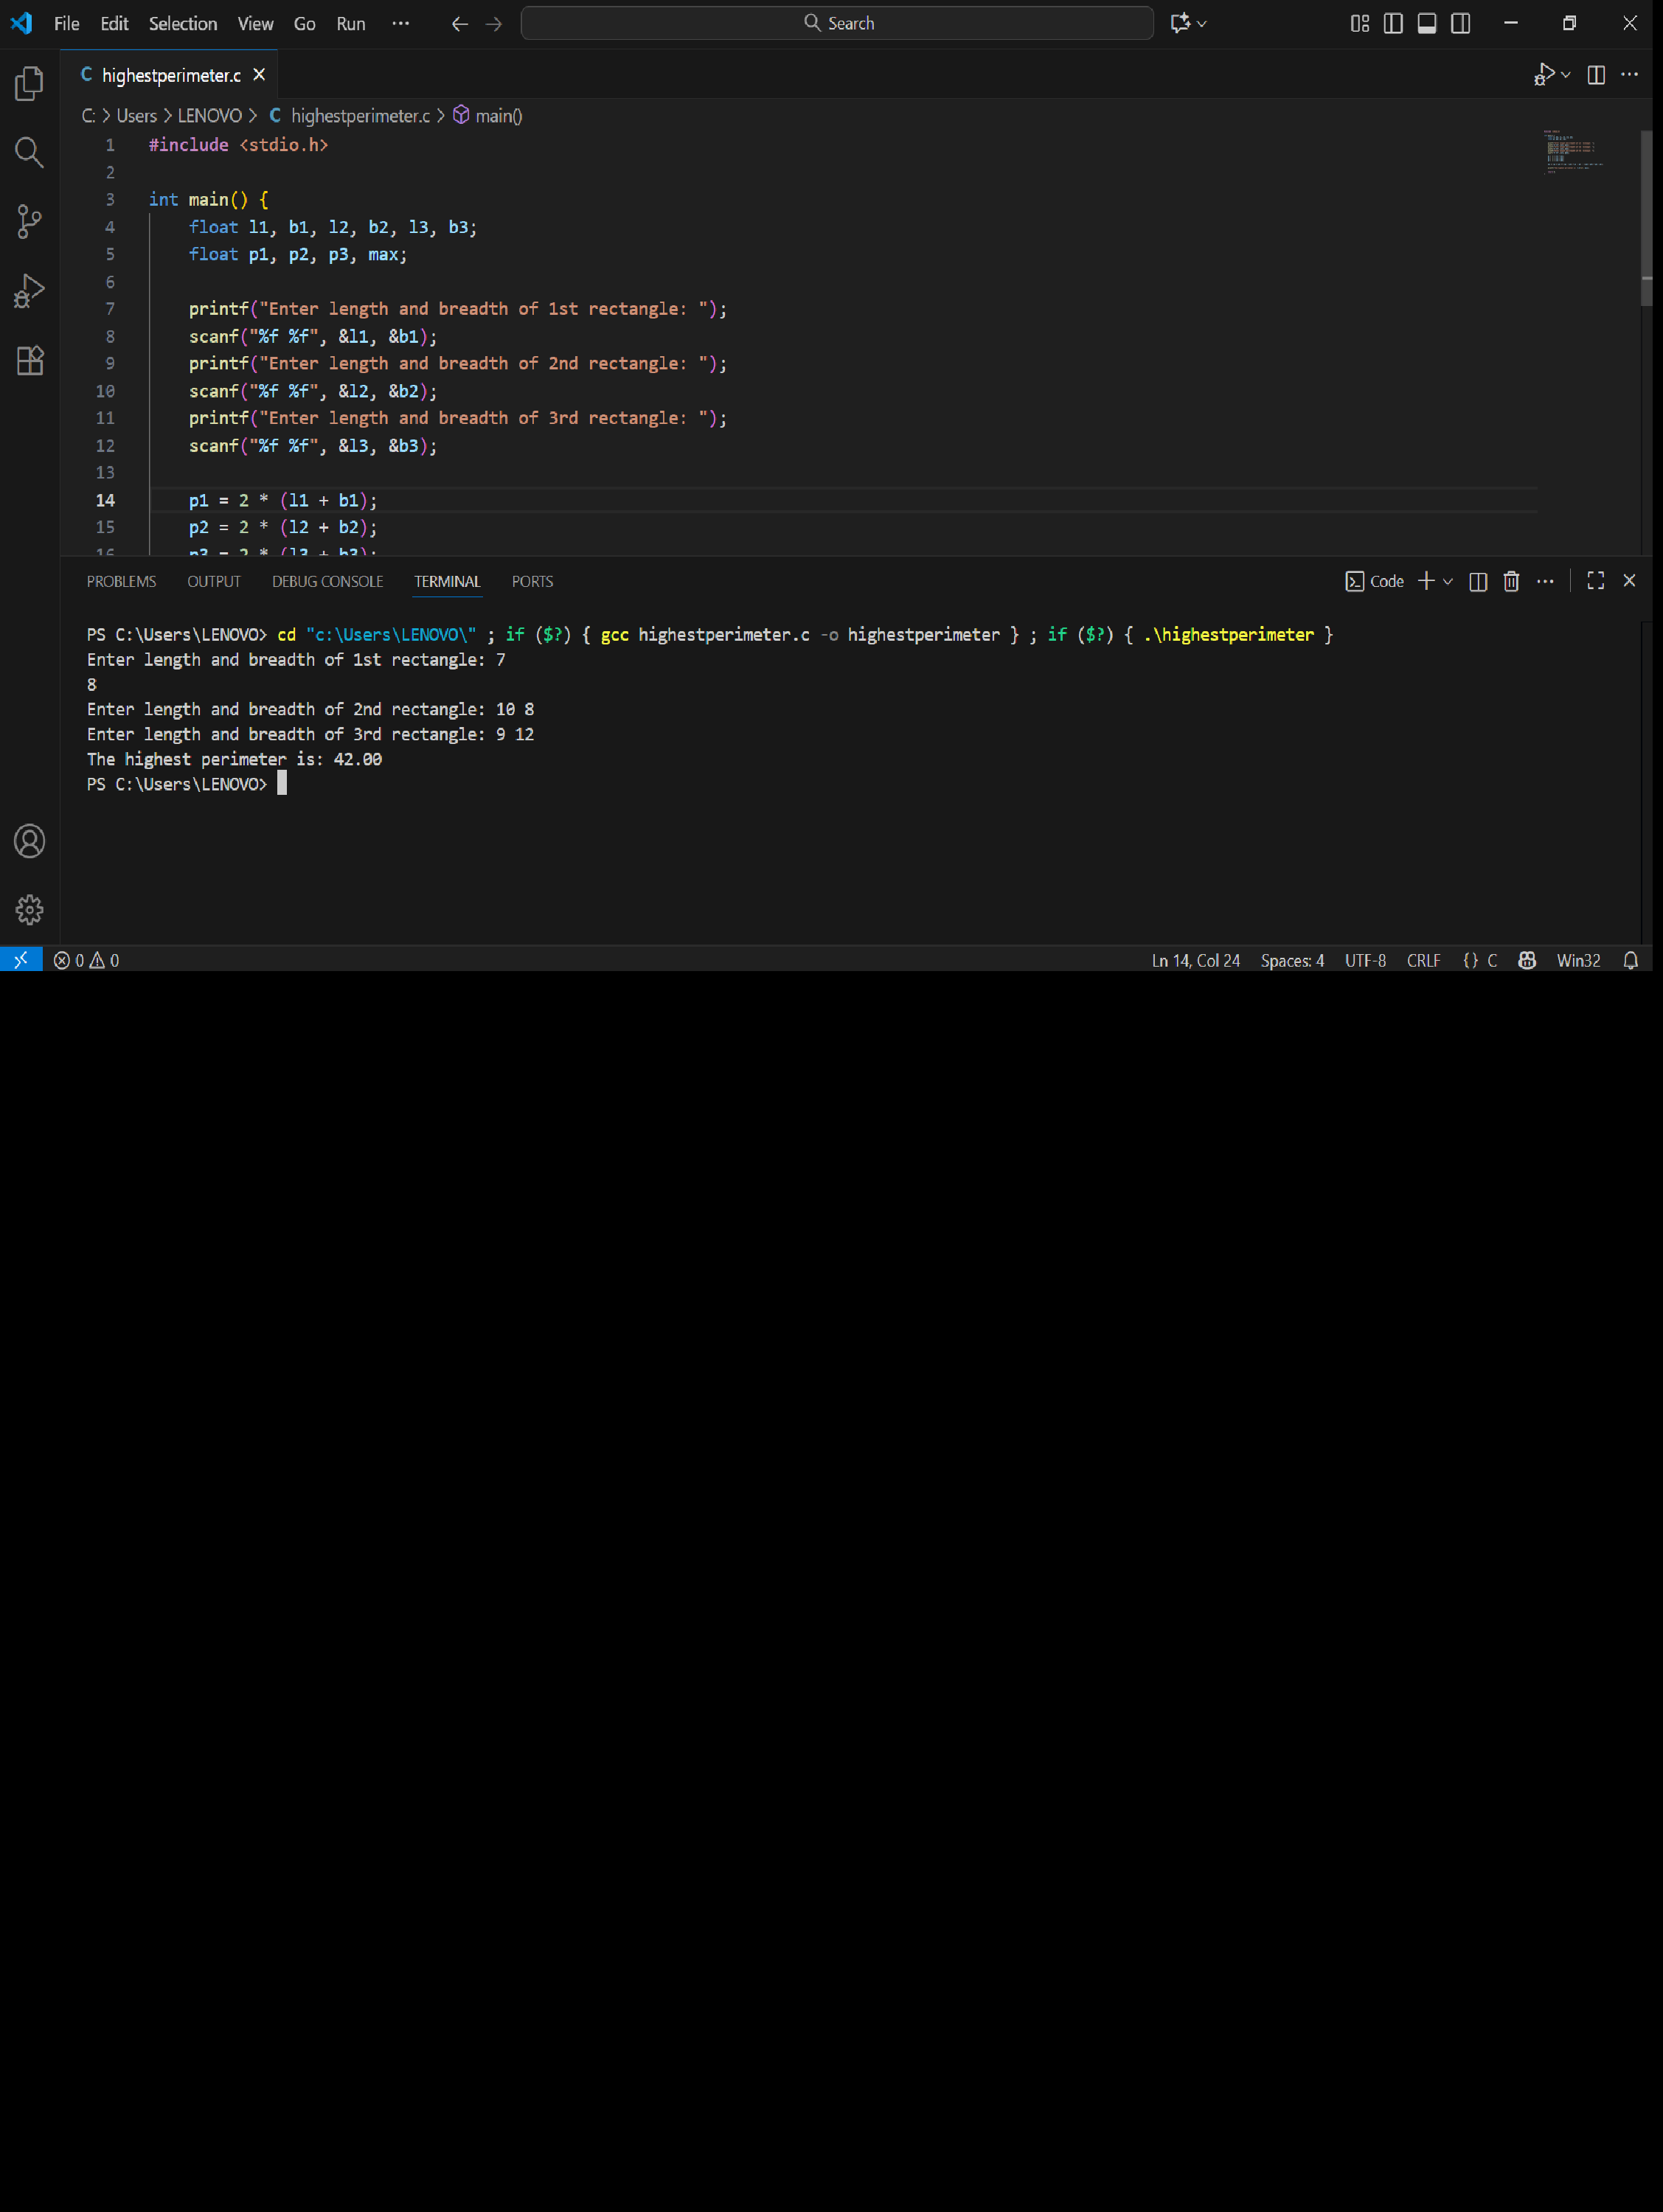 File Edit Selection View Go Run ··· Search
C highestperimeter.c
C: > Users > LENOVO > C highestperimeter.c > main()
1 #include <stdio.h>
2
3 int main() {
4     float l1, b1, l2, b2, l3, b3;
5     float p1, p2, p3, max;
6
7     printf("Enter length and breadth of 1st rectangle: ");
8     scanf("%f %f", &l1, &b1);
9     printf("Enter length and breadth of 2nd rectangle: ");
10     scanf("%f %f", &l2, &b2);
11     printf("Enter length and breadth of 3rd rectangle: ");
12     scanf("%f %f", &l3, &b3);
13
14     p1 = 2 * (l1 + b1);
15     p2 = 2 * (l2 + b2);
16     p3 = 2 * (l3 + b3);
PROBLEMS OUTPUT DEBUG CONSOLE TERMINAL PORTS Code
PS C:\Users\LENOVO> cd "c:\Users\LENOVO\" ; if ($?) { gcc highestperimeter.c -o highestperimeter } ; if ($?) { .\highestperimeter }
Enter length and breadth of 1st rectangle: 7
8
Enter length and breadth of 2nd rectangle: 10 8
Enter length and breadth of 3rd rectangle: 9 12
The highest perimeter is: 42.00
PS C:\Users\LENOVO>
0 0 Ln 14, Col 24 Spaces: 4 UTF-8 CRLF {} C Win32